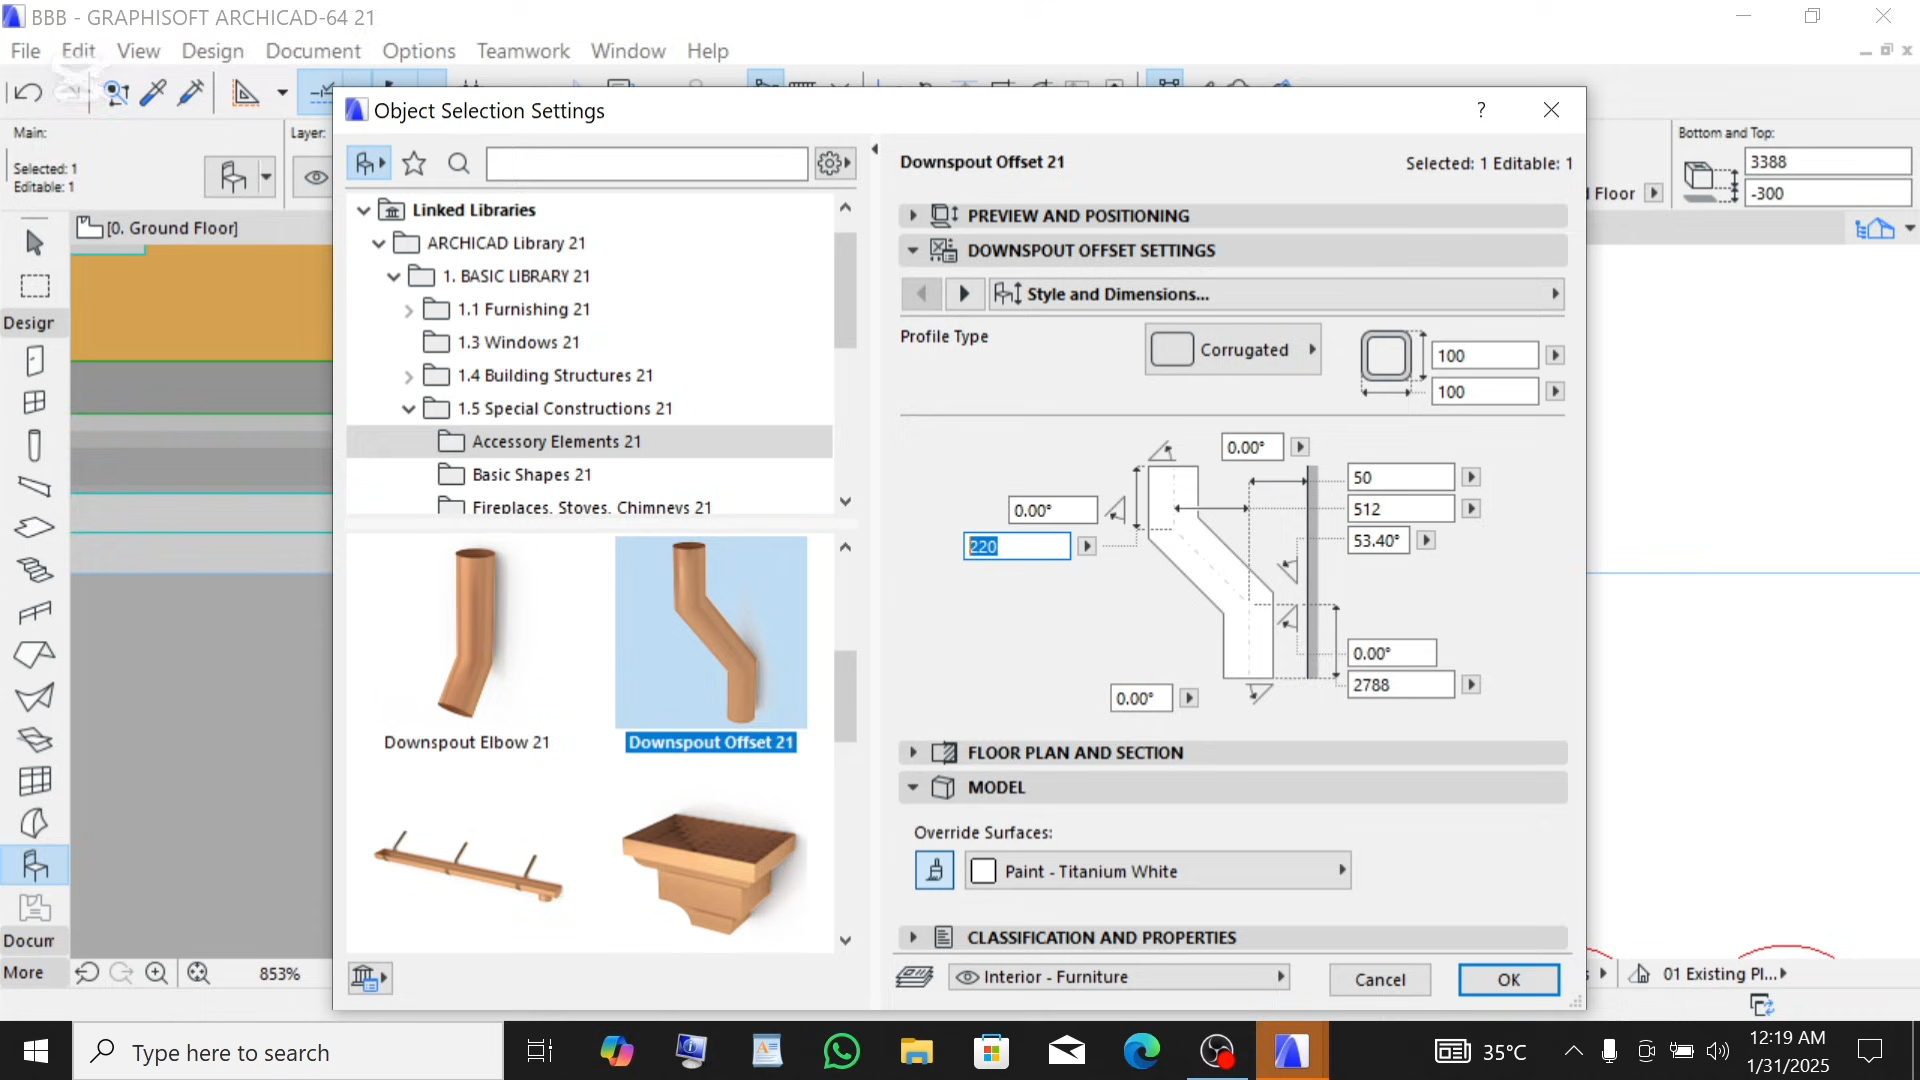 BBB - GRAPHISOFT ARCHICAD-64 21
File Edit View Design Document Options Teamwork Window Help
Main:
Selected: 1
Editable: 1
Layer:
[0. Ground Floor]
Design
Docum
More
853%
Object Selection Settings
?
Linked Libraries
ARCHICAD Library 21
1. BASIC LIBRARY 21
1.1 Furnishing 21
1.3 Windows 21
1.4 Building Structures 21
1.5 Special Constructions 21
Accessory Elements 21
Basic Shapes 21
Fireplaces, Stoves, Chimneys 21
Downspout Elbow 21
Downspout Offset 21
Downspout Offset 21
Selected: 1 Editable: 1
PREVIEW AND POSITIONING
DOWNSPOUT OFFSET SETTINGS
Style and Dimensions...
Profile Type
Corrugated
100
100
0.00°
50
0.00°
512
220
53.40°
0.00°
2788
0.00°
FLOOR PLAN AND SECTION
MODEL
Override Surfaces:
Paint - Titanium White
CLASSIFICATION AND PROPERTIES
Interior - Furniture
Cancel
OK
Bottom and Top:
3388
Floor
-300
01 Existing Pl...
Type here to search
35°C
12:19 AM
1/31/2025